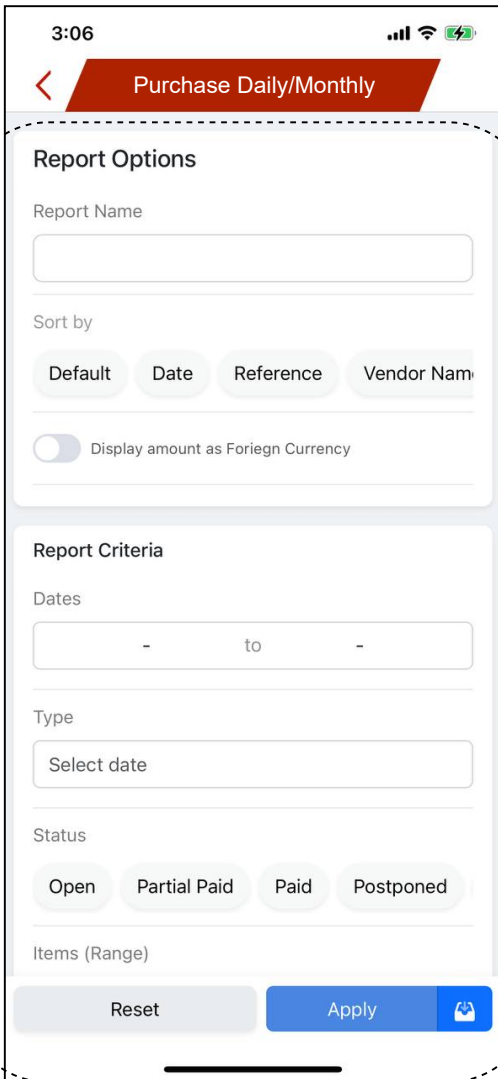 3:06
Purchase Daily/Monthly
Report Options
Report Name
Sort by
Default Date Reference Vendor Nam
Display amount as Foriegn Currency
Report Criteria
Dates
- to -
Type
Select date
Status
Open Partial Paid Paid Postponed
Items (Range)
Reset Apply